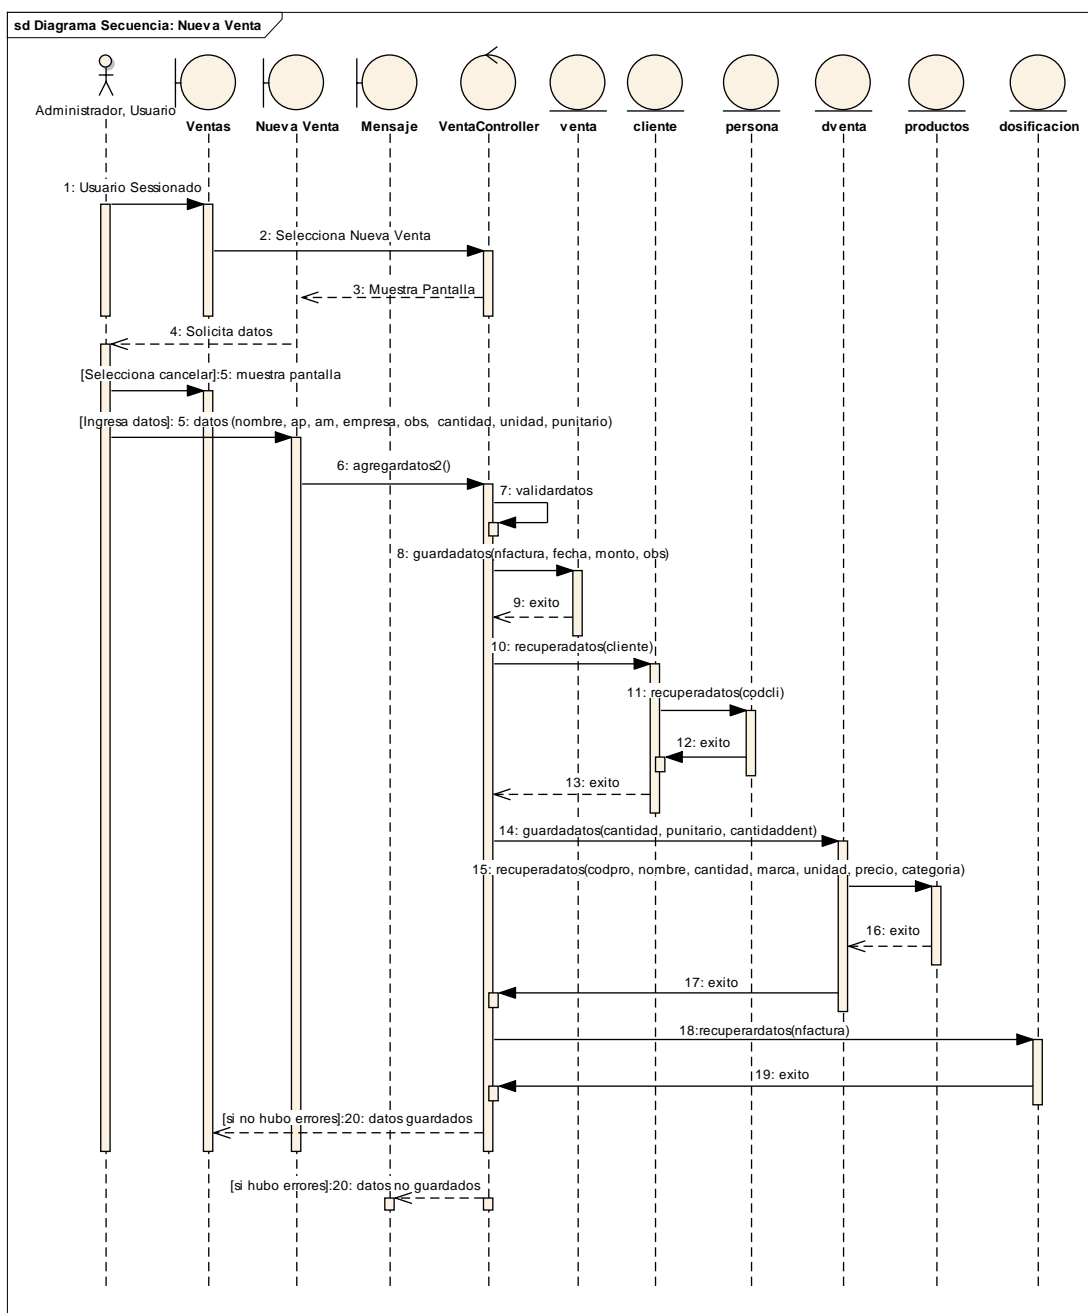 sd Diagrama Secuencia: Nueva Venta
Administrador, Usuario
Ventas
Nueva Venta
Mensaje
VentaController
venta
cliente
persona
dventa
productos
dosificacion
1: Usuario Sessionado
2: Selecciona Nueva Venta
3: Muestra Pantalla
4: Solicita datos
[Selecciona cancelar]:5: muestra pantalla
[Ingresa datos]: 5: datos (nombre, ap, am, empresa, obs, cantidad, unidad, punitario)
6: agregardatos2()
7: validardatos
8: guardadatos(nfactura, fecha, monto, obs)
9: exito
10: recuperadatos(cliente)
11: recuperadatos(codcli)
12: exito
13: exito
14: guardadatos(cantidad, punitario, cantidaddent)
15: recuperadatos(codpro, nombre, cantidad, marca, unidad, precio, categoria)
16: exito
17: exito
18:recuperardatos(nfactura)
19: exito
[si no hubo errores]:20: datos guardados
[si hubo errores]:20: datos no guardados